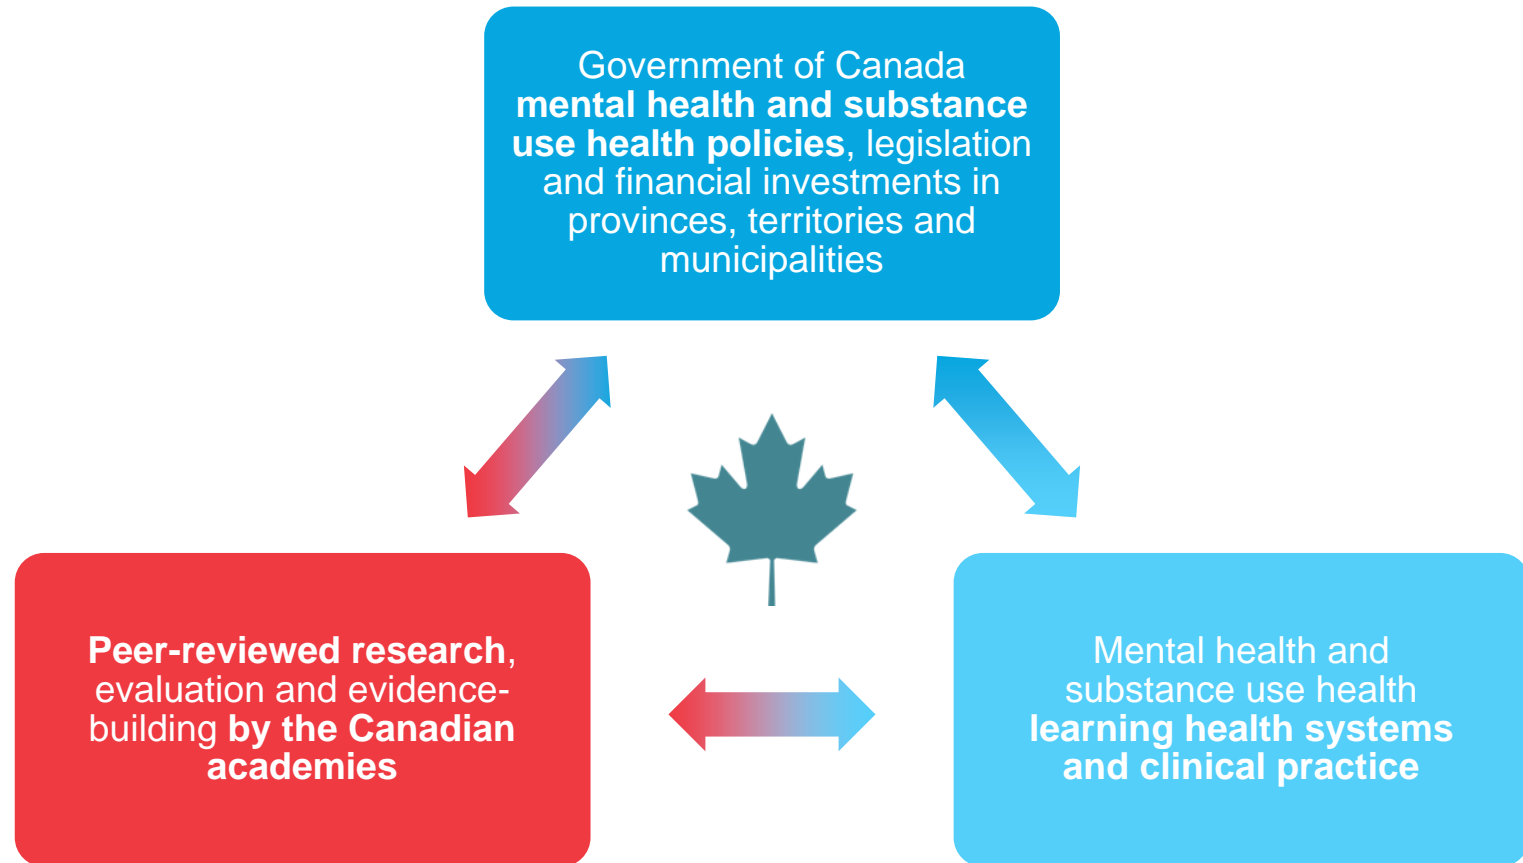 Government of Canada
mental health and substance
use health policies, legislation
and financial investments in
provinces, territories and
municipalities
Peer-reviewed research,
evaluation and evidence-
building by the Canadian
academies
Mental health and
substance use health
learning health systems
and clinical practice